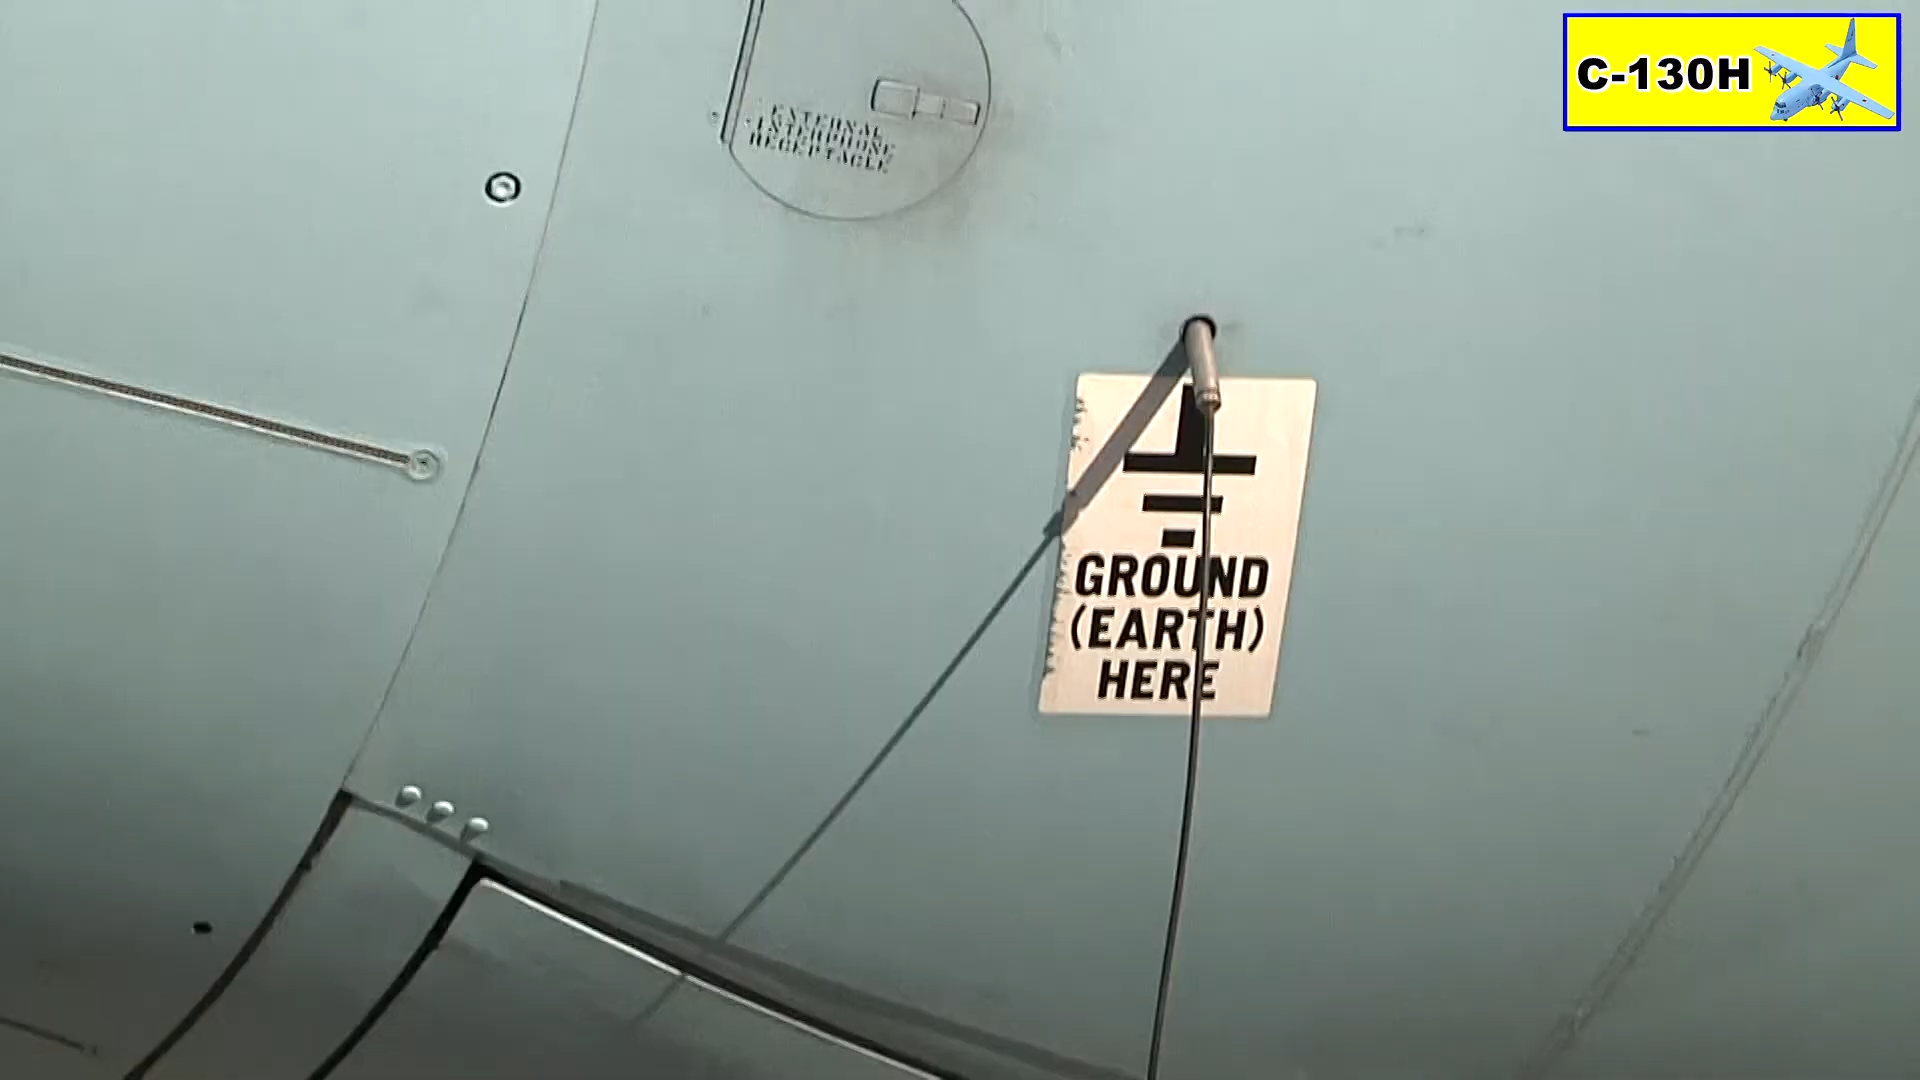 C-130H
EXTERNAL
INTERPHONE
RECEPTACLE
GROUND
(EARTH)
HERE